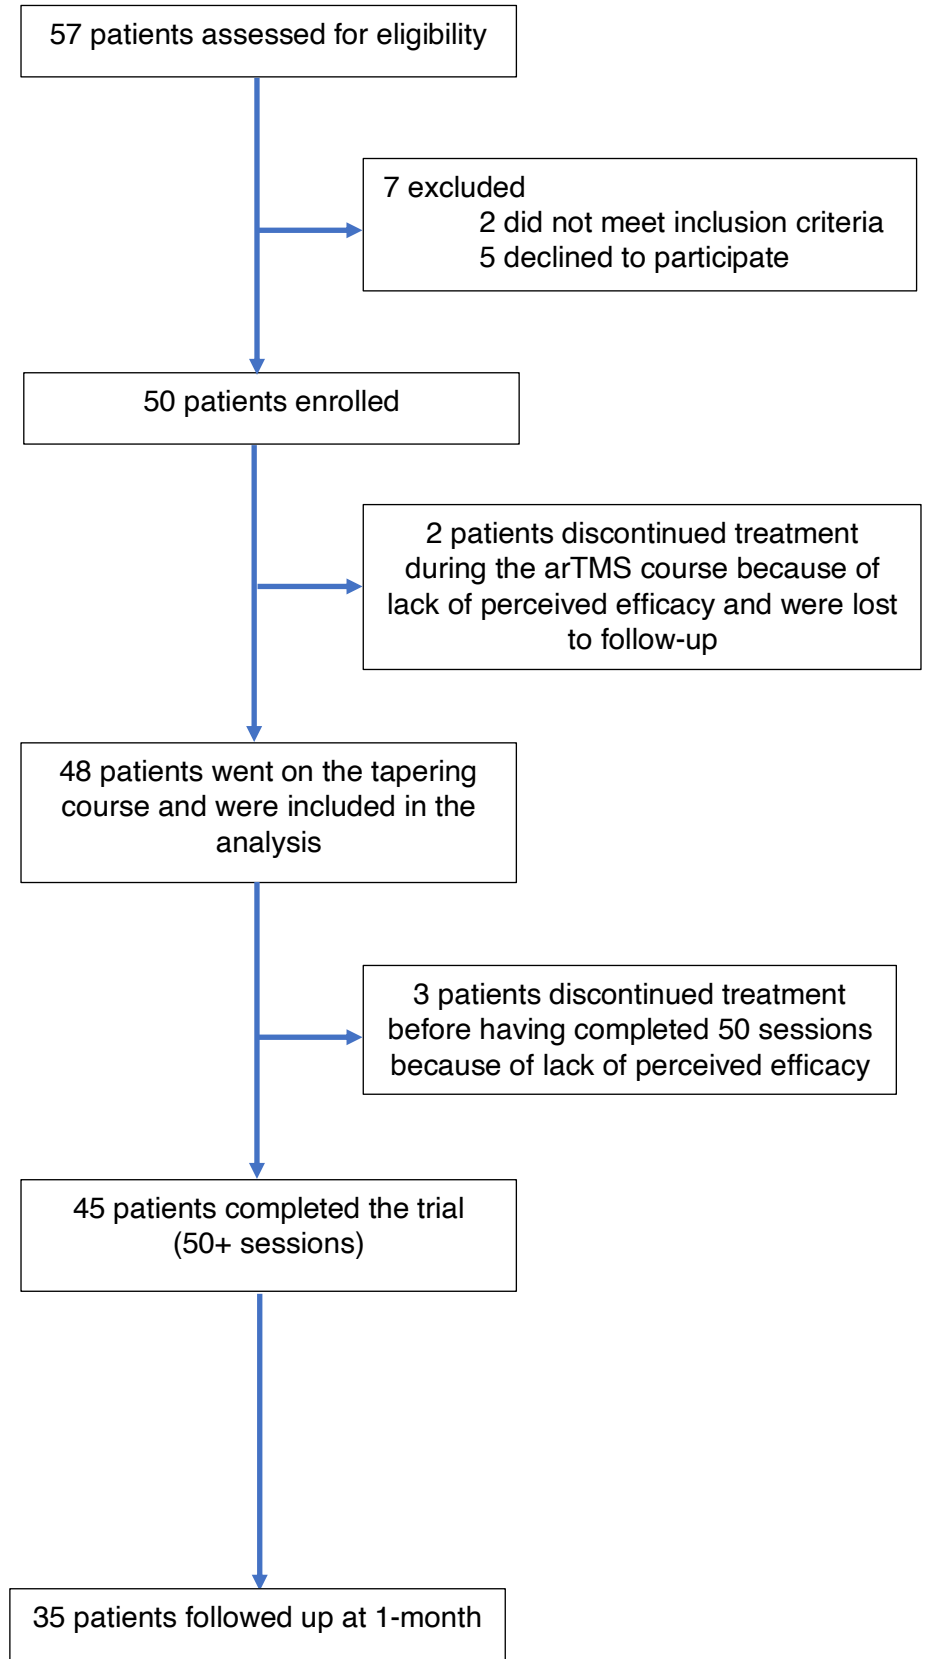 57 patients assessed for eligibility
7 excluded
2 did not meet inclusion criteria
5 declined to participate
50 patients enrolled
2 patients discontinued treatment
during the arTMS course because of
lack of perceived efficacy and were lost
to follow-up
48 patients went on the tapering
course and were included in the
analysis
3 patients discontinued treatment
before having completed 50 sessions
because of lack of perceived efficacy
45 patients completed the trial
(50+ sessions)
35 patients followed up at 1-month